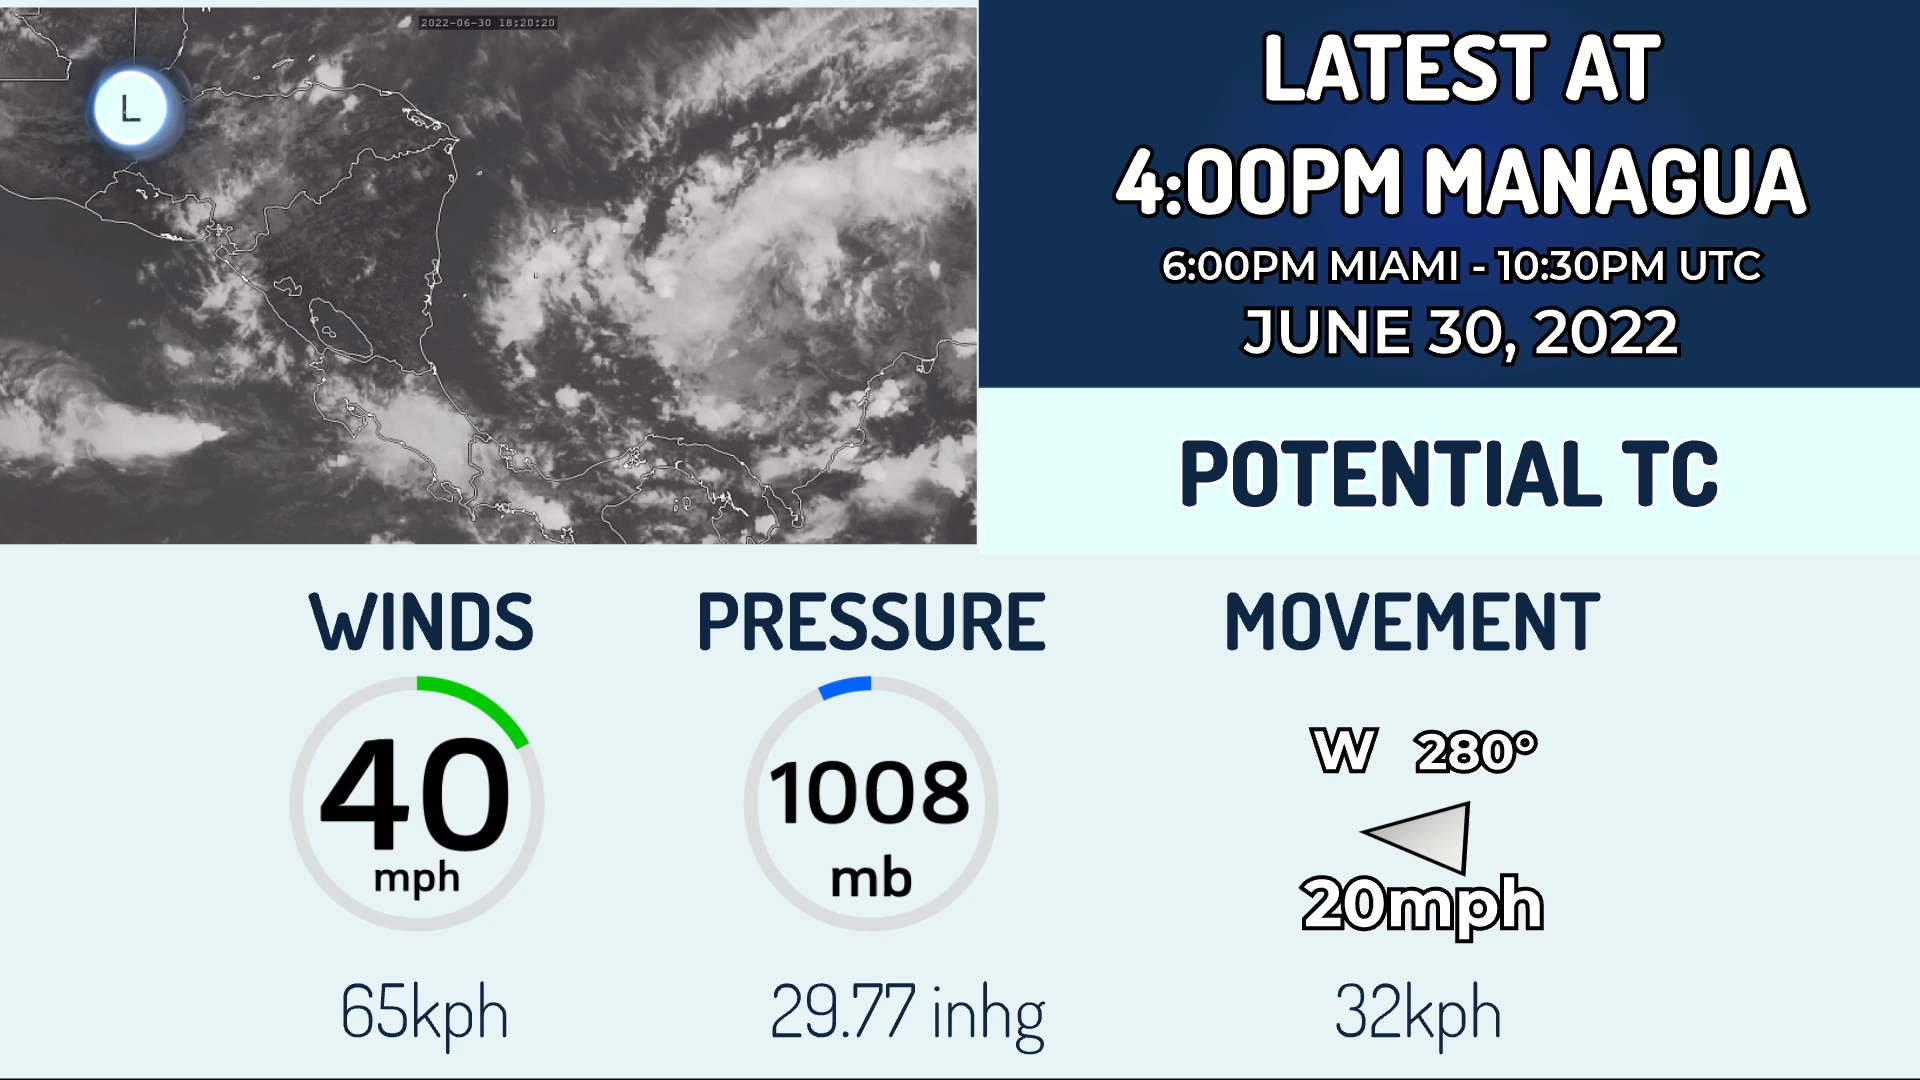 2022-06-30 18:20:20
L
LATEST AT
4:00PM MANAGUA
6:00PM MIAMI - 10:30PM UTC
JUNE 30, 2022
POTENTIAL TC
WINDS
40
mph
65kph
PRESSURE
1008
mb
29.77 inhg
MOVEMENT
W 280°
20mph
32kph